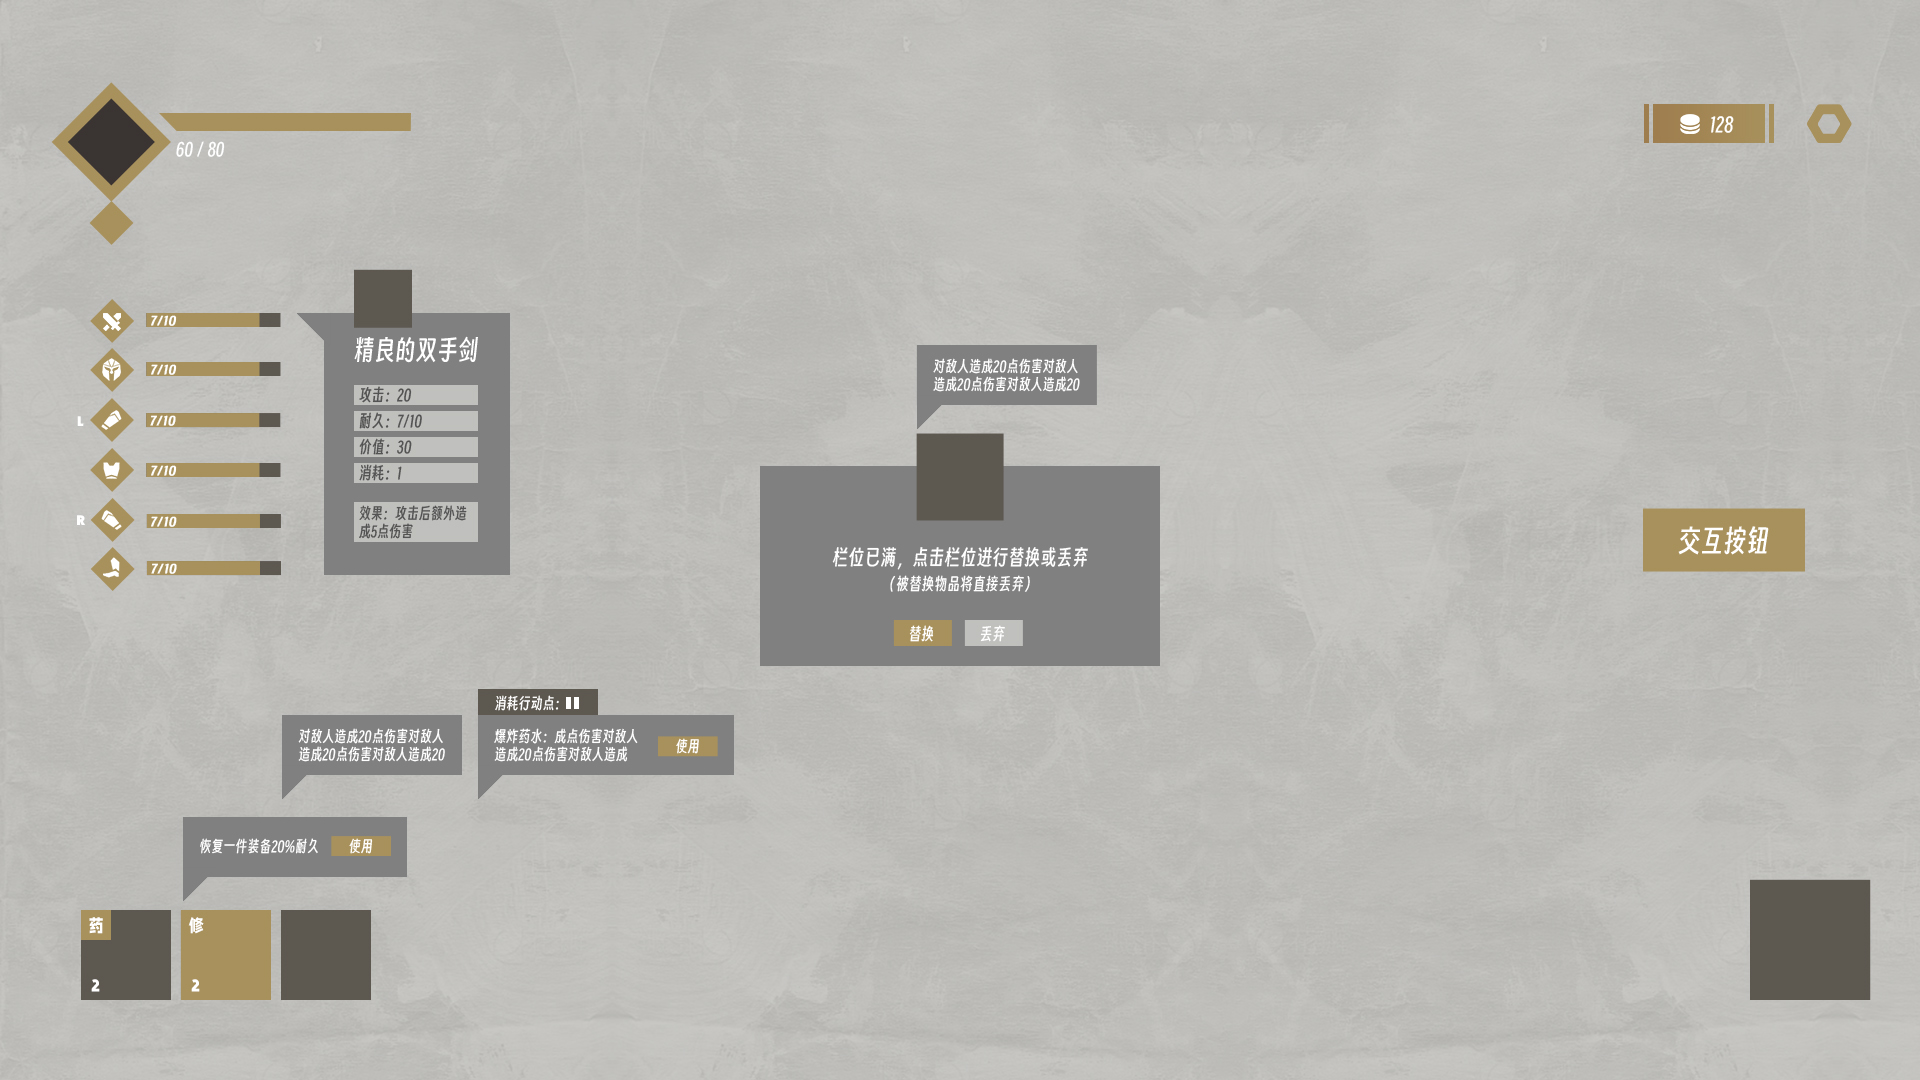 60 / 80
128
7/10
7/10
L
7/10
7/10
R
7/10
7/10
精良的双手剑
攻击：20
耐久：7/10
价值：30
消耗：1
效果：攻击后额外造
成5点伤害
对敌人造成20点伤害对敌人
造成20点伤害对敌人造成20
栏位已满，点击栏位进行替换或丢弃
（被替换物品将直接丢弃）
替换
丢弃
交互按钮
消耗行动点：
对敌人造成20点伤害对敌人
造成20点伤害对敌人造成20
爆炸药水：成点伤害对敌人
造成20点伤害对敌人造成
使用
恢复一件装备20%耐久
使用
药
2
修
2